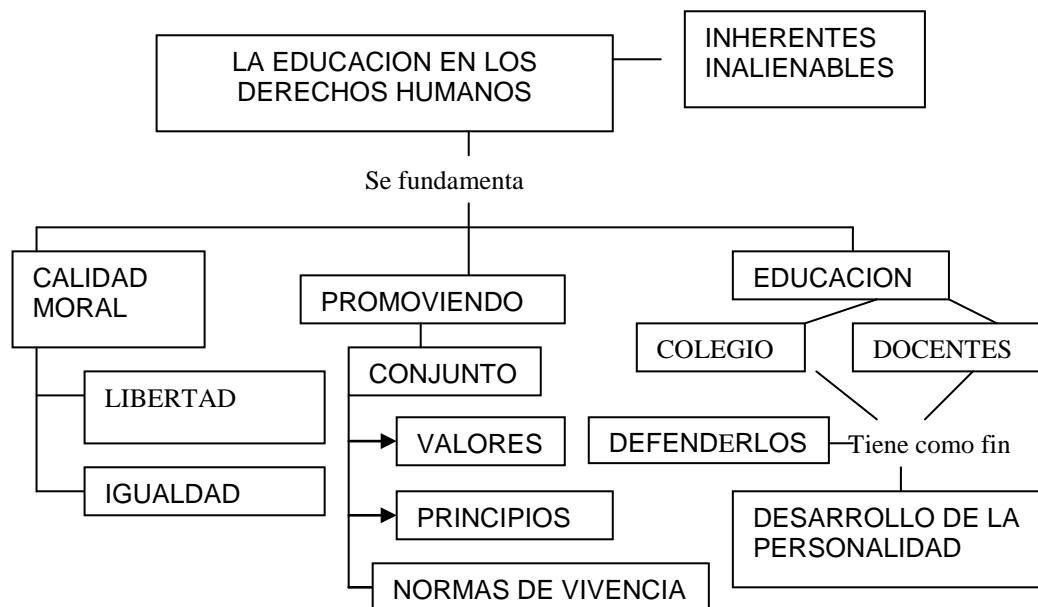 LA EDUCACION EN LOS
DERECHOS HUMANOS
INHERENTES
INALIENABLES
Se fundamenta
CALIDAD
MORAL
LIBERTAD
IGUALDAD
PROMOVIENDO
CONJUNTO
VALORES
PRINCIPIOS
NORMAS DE VIVENCIA
EDUCACION
COLEGIO
DOCENTES
DEFENDERLOS
Tiene como fin
DESARROLLO DE LA
PERSONALIDAD